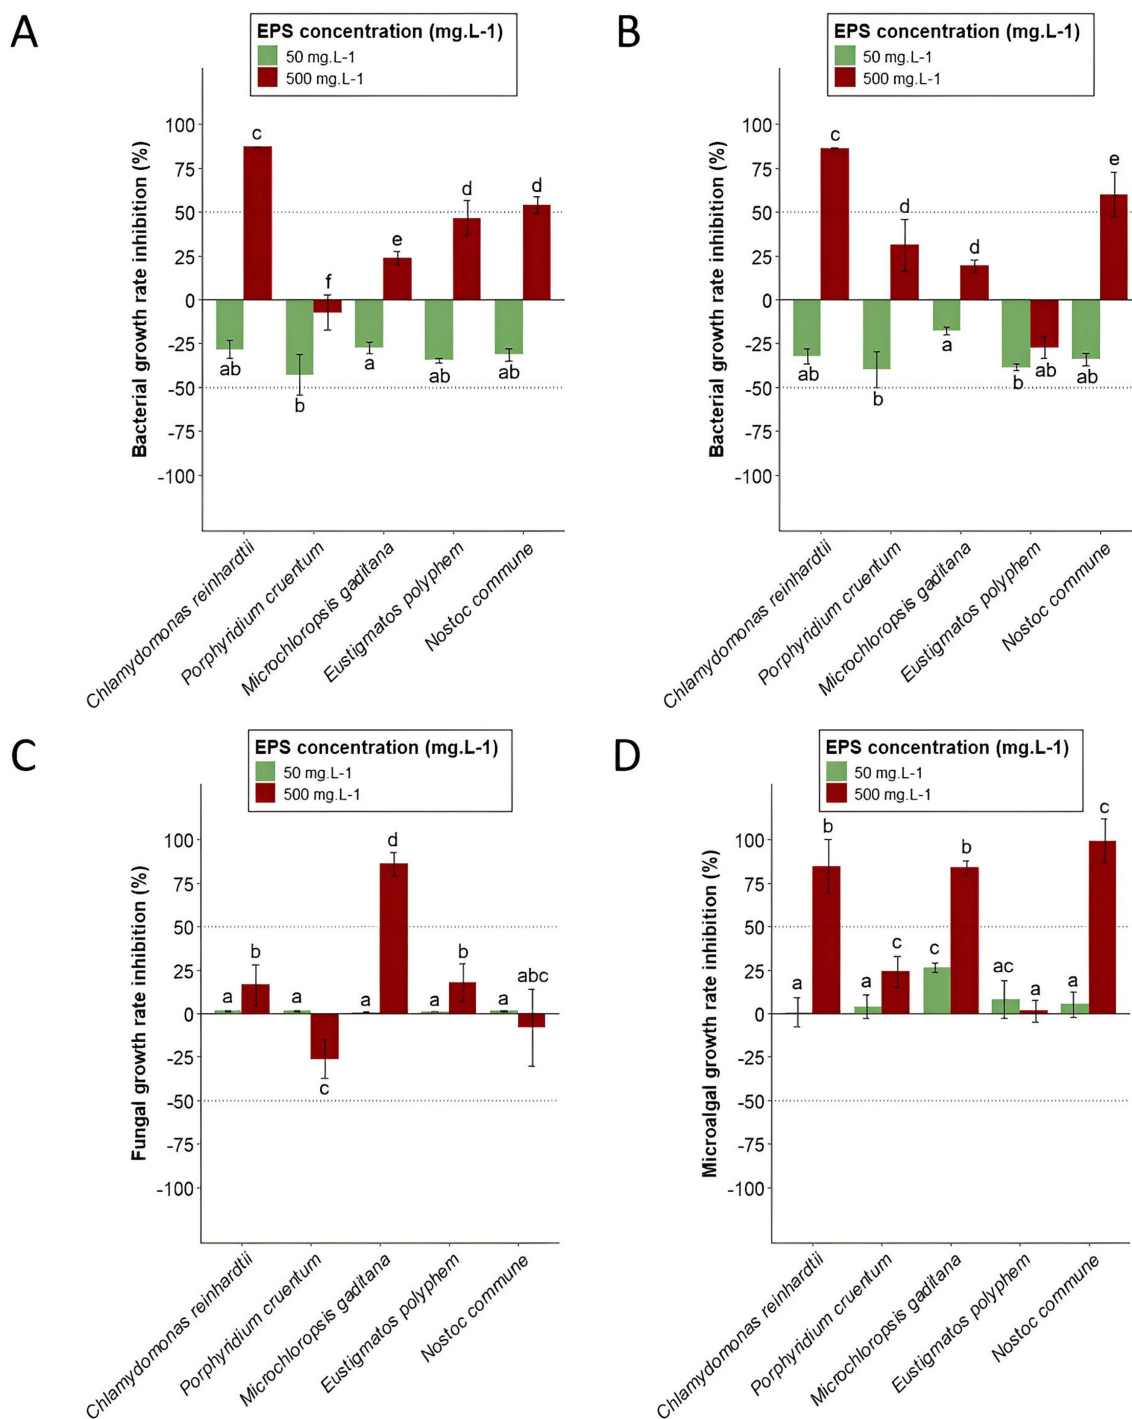 A
EPS concentration (mg.L-1)
50 mg.L-1
500 mg.L-1
Bacterial growth rate inhibition (%)
100
75
50
25
0
-25
-50
-75
-100
c
f
e
d
d
ab
b
a
ab
ab
Chlamydomonas reinhardtii
Porphyridium cruentum
Microchloropsis gaditana
Eustigmatos polyphem
Nostoc commune
B
EPS concentration (mg.L-1)
50 mg.L-1
500 mg.L-1
Bacterial growth rate inhibition (%)
100
75
50
25
0
-25
-50
-75
-100
c
d
d
e
ab
b
a
b
ab
ab
Chlamydomonas reinhardtii
Porphyridium cruentum
Microchloropsis gaditana
Eustigmatos polyphem
Nostoc commune
C
EPS concentration (mg.L-1)
50 mg.L-1
500 mg.L-1
Fungal growth rate inhibition (%)
100
75
50
25
0
-25
-50
-75
-100
a
b
a
c
a
d
a
b
a
abc
Chlamydomonas reinhardtii
Porphyridium cruentum
Microchloropsis gaditana
Eustigmatos polyphem
Nostoc commune
D
EPS concentration (mg.L-1)
50 mg.L-1
500 mg.L-1
Microalgal growth rate inhibition (%)
100
75
50
25
0
-25
-50
-75
-100
a
b
a
c
c
b
ac
a
a
c
Chlamydomonas reinhardtii
Porphyridium cruentum
Microchloropsis gaditana
Eustigmatos polyphem
Nostoc commune